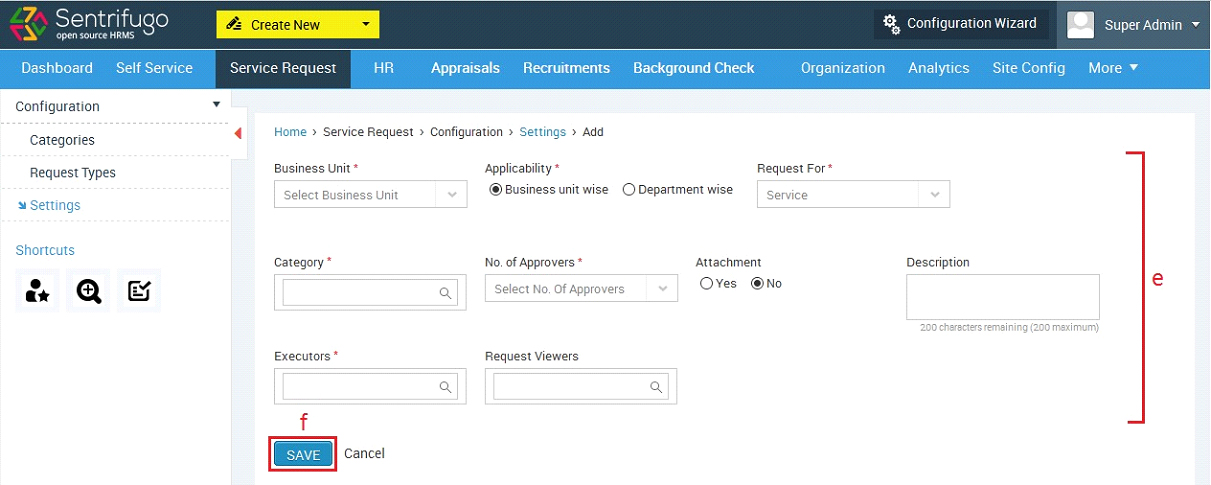 Sentrifugo
open source HRMS
Create New
Configuration Wizard
Super Admin
Dashboard Self Service Service Request HR Appraisals Recruitments Background Check Organization Analytics Site Config More
Configuration
Categories
Request Types
Settings
Shortcuts
Home > Service Request > Configuration > Settings > Add
Business Unit * Applicability * Request For *
Select Business Unit Business unit wise Department wise Service
Category * No. of Approvers * Attachment Description
Select No. Of Approvers Yes No
200 characters remaining (200 maximum)
e
Executors * Request Viewers
f
SAVE Cancel